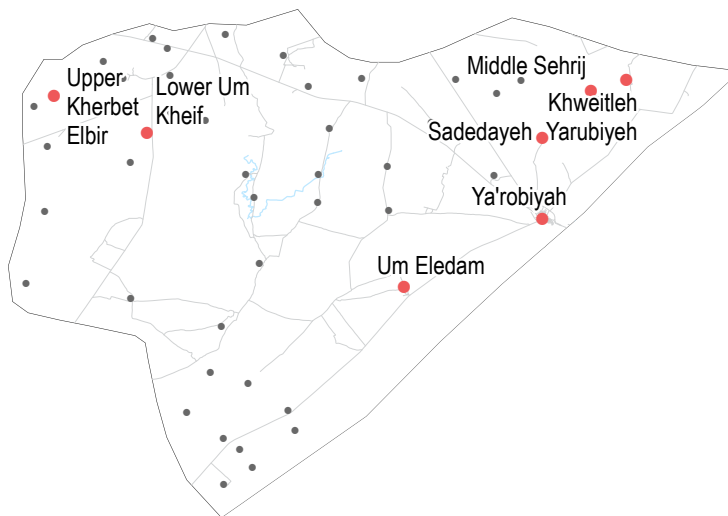 Upper
Kherbet
Elbir
Lower Um
Kheif
Middle Sehrij
Khweitleh
Sadedayeh
Yarubiyeh
Ya'robiyah
Um Eledam